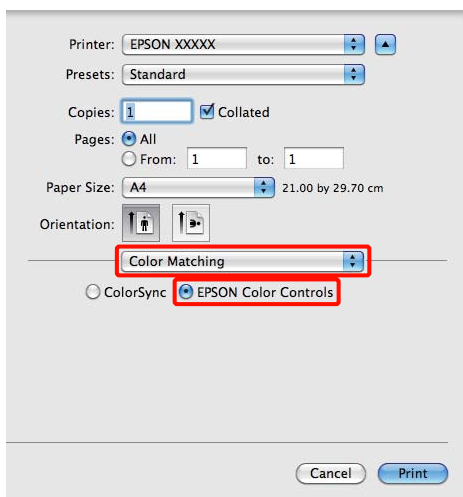 Printer: EPSON XXXXX
Presets: Standard
Copies: 1 Collated
Pages: All
From: 1 to: 1
Paper Size: A4 21.00 by 29.70 cm
Orientation:
Color Matching
ColorSync EPSON Color Controls
Cancel Print